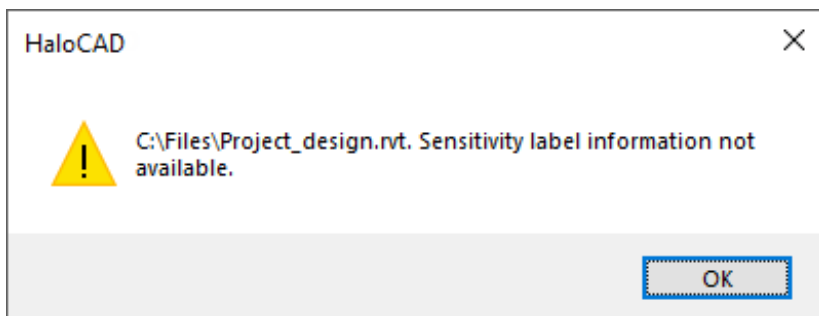 HaloCAD
C:\Files\Project_design.rvt. Sensitivity label information not
available.
OK